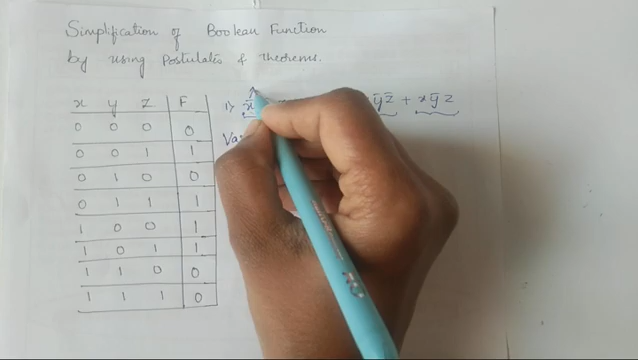 Simplification of Boolean Function
by using Postulates & theorems.
x y z F
0 0 0 0
0 0 1 1
0 1 0 0
0 1 1 1
1 0 0 1
1 0 1 1
1 1 0 0
1 1 1 0
1) x̄ ȳz̄ + xȳz